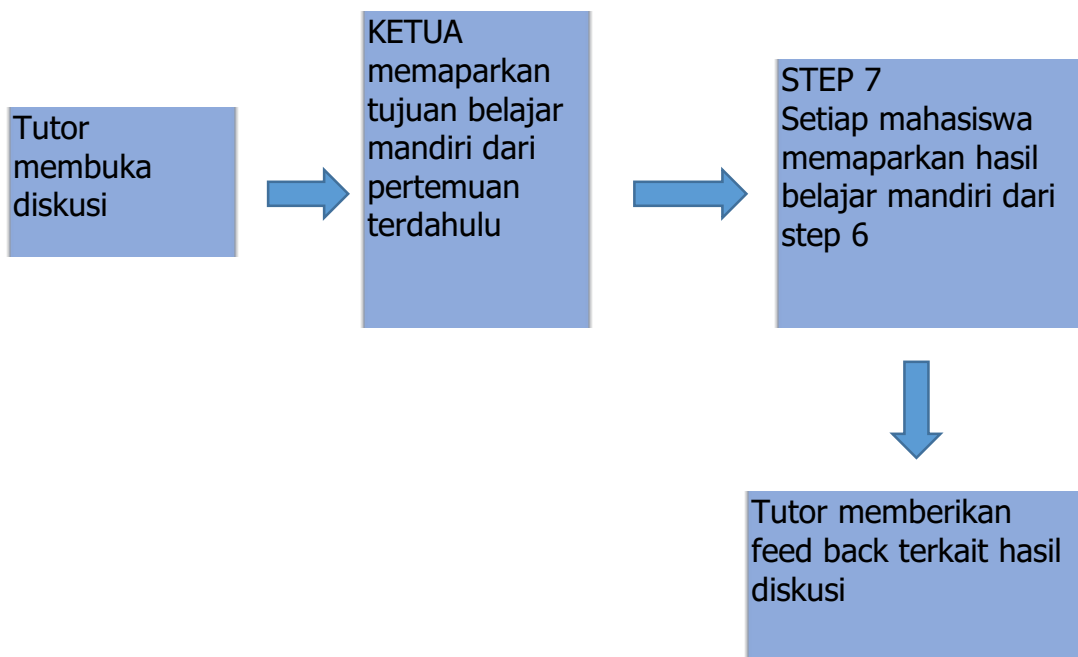 Tutor
membuka
diskusi
KETUA
memaparkan
tujuan belajar
mandiri dari
pertemuan
terdahulu
STEP 7
Setiap mahasiswa
memaparkan hasil
belajar mandiri dari
step 6
Tutor memberikan
feed back terkait hasil
diskusi